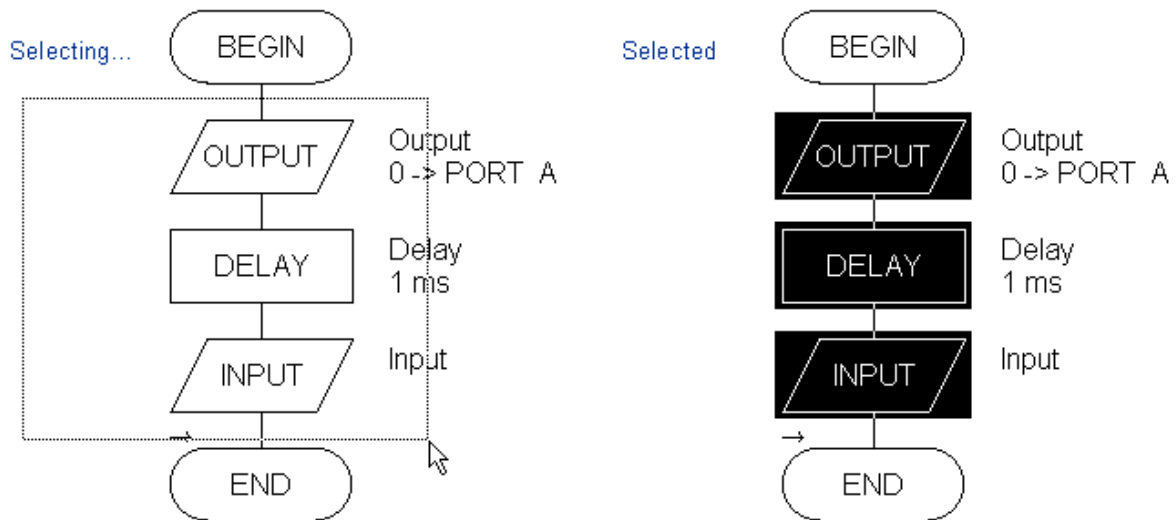 Selecting...
BEGIN
OUTPUT
Output
0 -> PORT A
DELAY
Delay
1 ms
INPUT
Input
END
Selected
BEGIN
OUTPUT
Output
0 -> PORT A
DELAY
Delay
1 ms
INPUT
Input
END